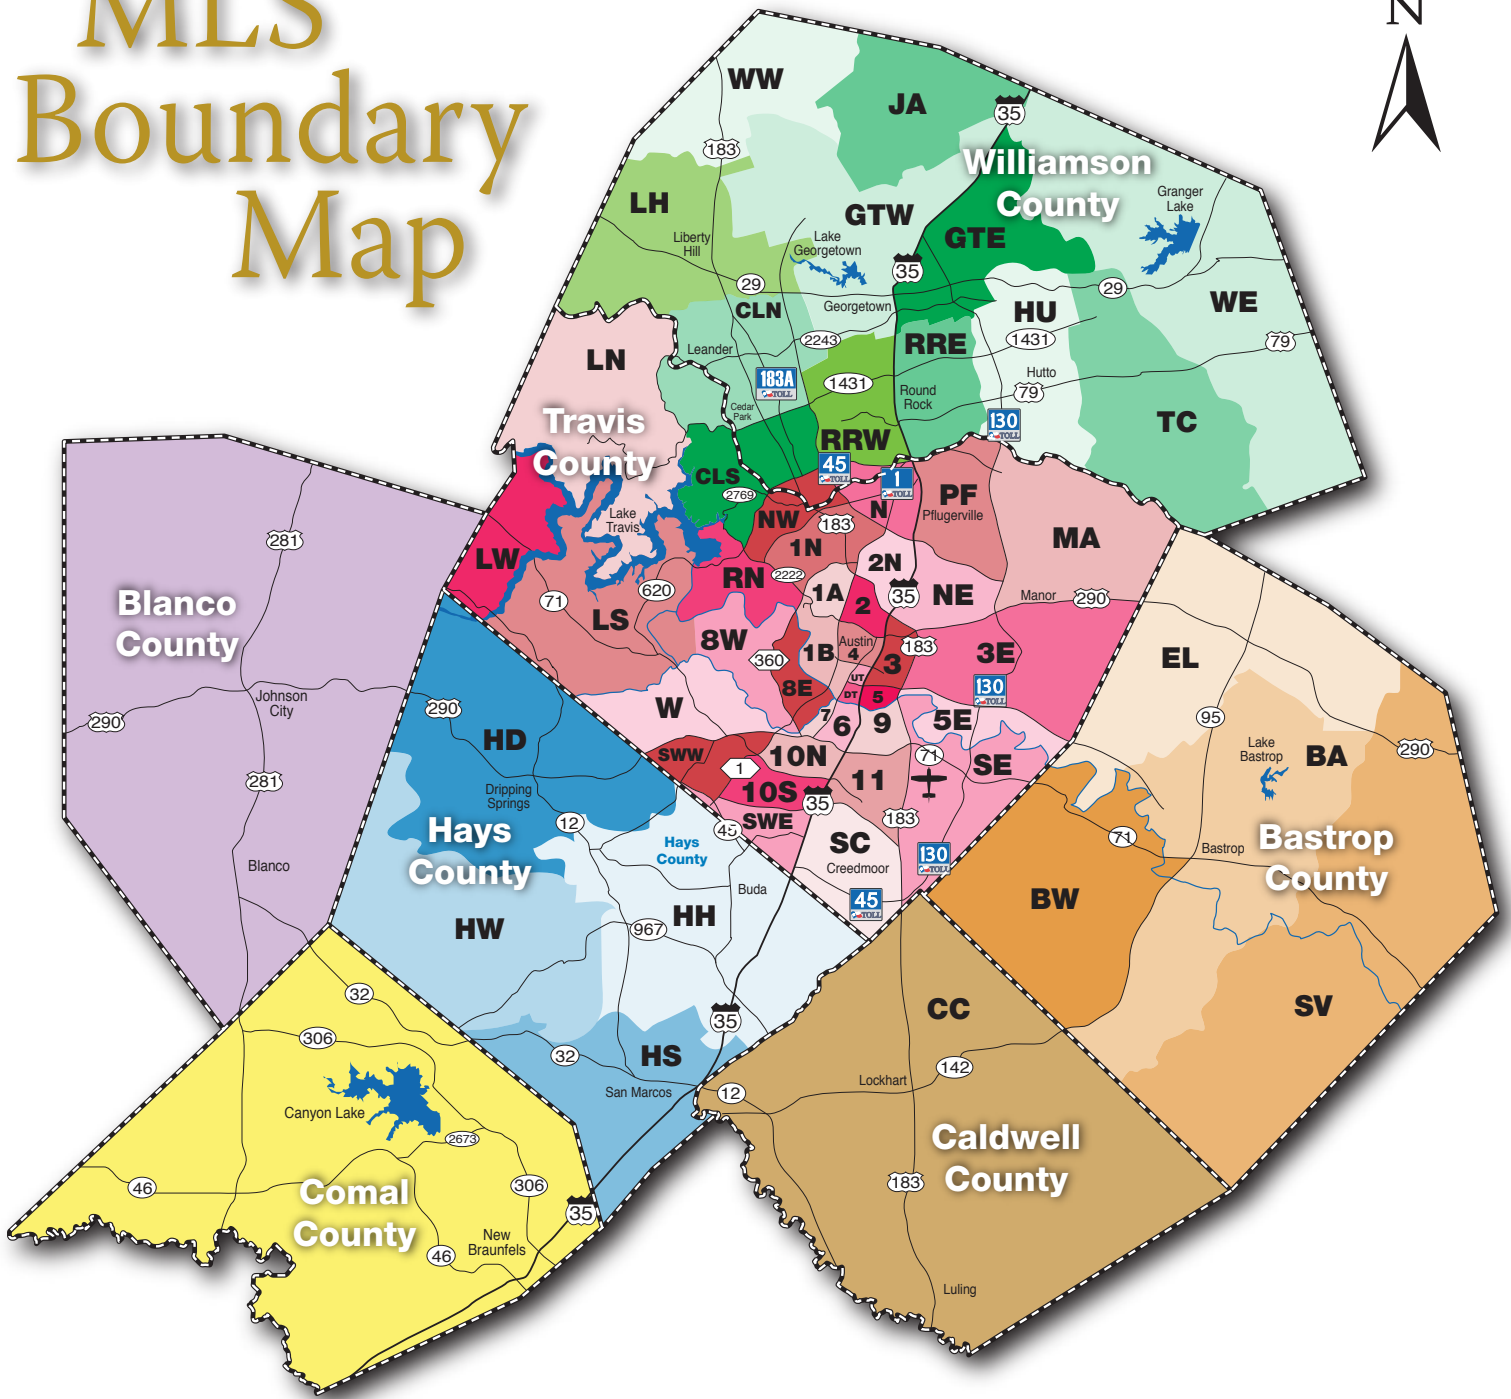 MLS
Boundary
Map
N
WW
JA
35
183
Williamson
County
Granger
Lake
LH
GTW
GTE
Liberty
Hill
Lake
Georgetown
35
29
29
CLN
Georgetown
HU
WE
2243
RRE
1431
79
LN
Leander
183A
TOLL
1431
Hutto
79
Round
Rock
Cedar
Park
Travis
County
130
TOLL
TC
RRW
45
TOLL
1
TOLL
CLS
2769
PF
Pflugerville
N
Lake
Travis
NW
183
1N
MA
281
LW
2N
RN
2222
1A
2
35
NE
Manor
290
Blanco
County
71
620
LS
8W
360
1B
Austin
4
3
183
3E
EL
UT
DT
5
8E
130
TOLL
Johnson
City
290
290
W
7
6
9
5E
95
HD
SWW
10N
71
SE
Lake
Bastrop
BA
290
1
281
Dripping
Springs
10S
35
11
12
SWE
45
183
Hays
County
Hays
County
SC
Creedmoor
130
TOLL
71
Bastrop
Bastrop
County
Blanco
Buda
45
TOLL
BW
HW
967
HH
32
SV
CC
35
306
32
HS
142
San Marcos
12
Lockhart
Canyon Lake
2673
Caldwell
County
46
306
183
Comal
County
35
New
Braunfels
46
Luling